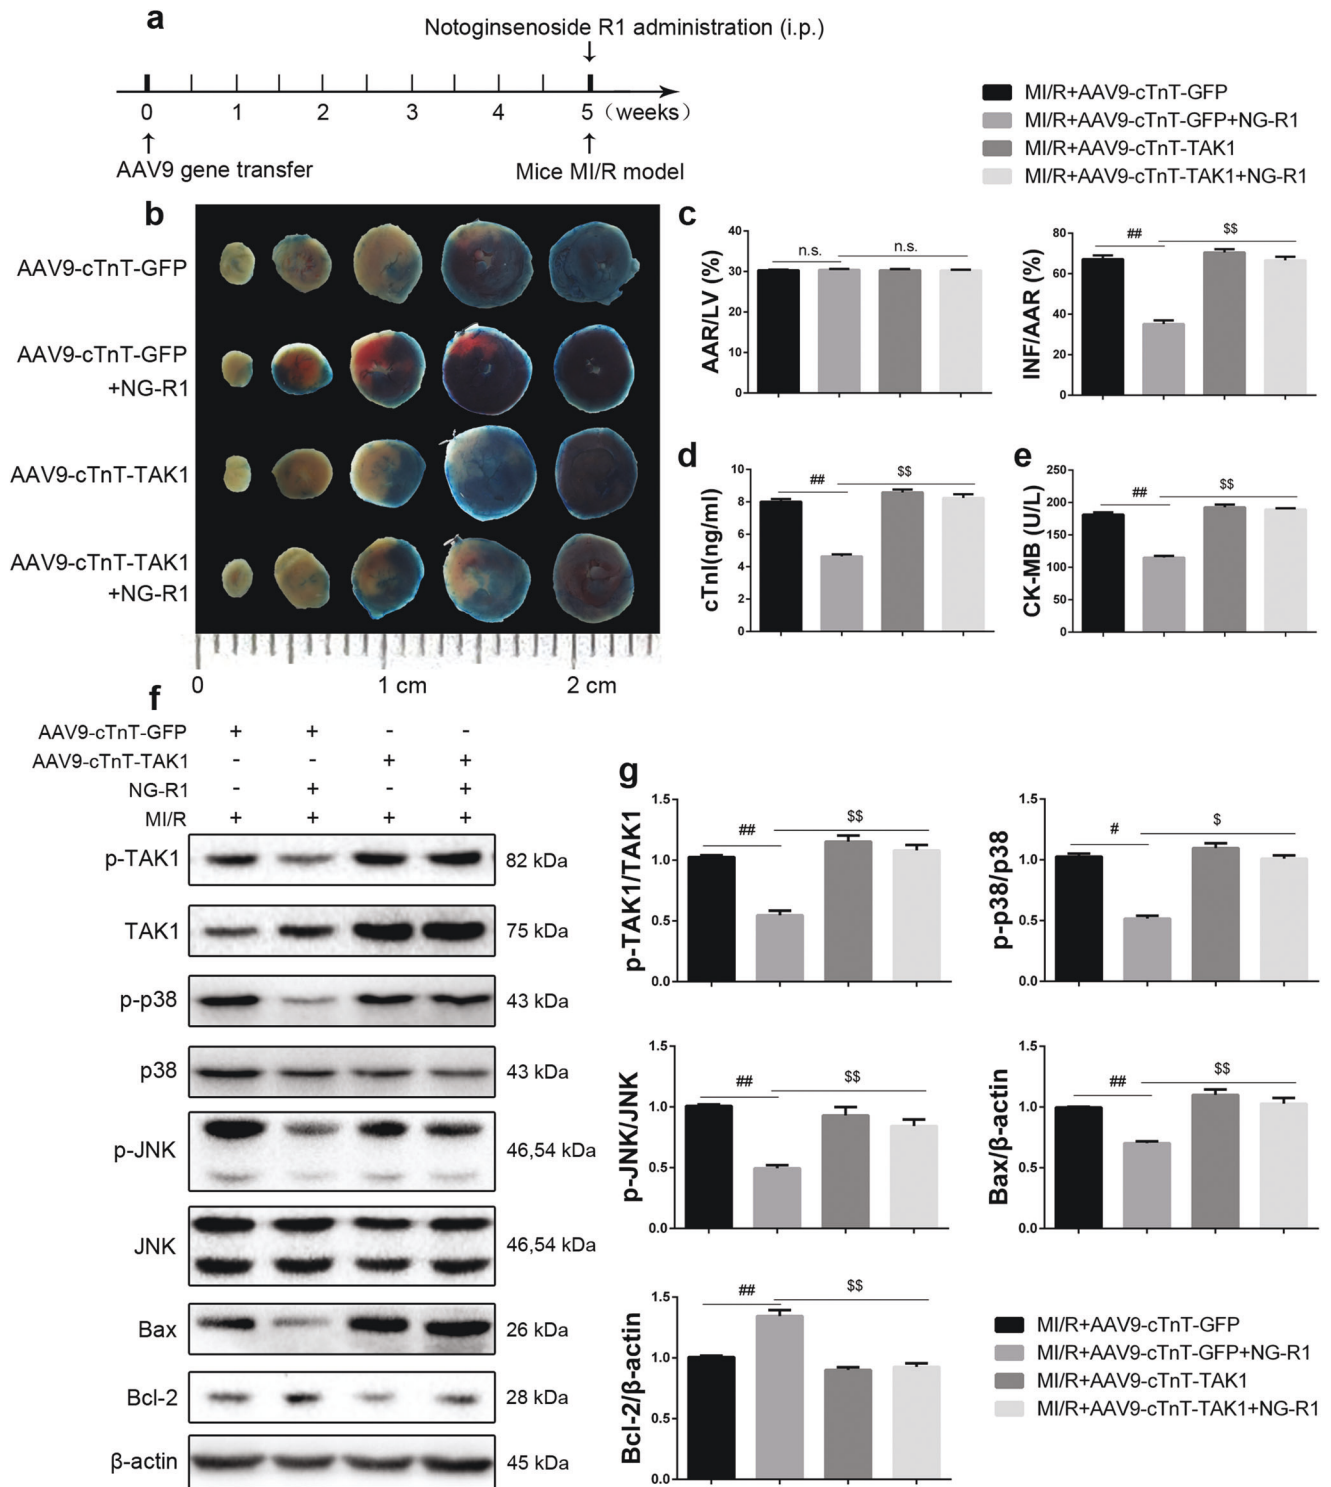 a
Notoginsenoside R1 administration (i.p.)
↓
0 1 2 3 4 5 (weeks)
↑ ↑
AAV9 gene transfer Mice MI/R model
MI/R+AAV9-cTnT-GFP
MI/R+AAV9-cTnT-GFP+NG-R1
MI/R+AAV9-cTnT-TAK1
MI/R+AAV9-cTnT-TAK1+NG-R1
b
AAV9-cTnT-GFP
AAV9-cTnT-GFP
+NG-R1
AAV9-cTnT-TAK1
AAV9-cTnT-TAK1
+NG-R1
0 1 cm 2 cm
c
AAR/LV (%)
40
30
20
10
0
n.s. n.s.
INF/AAR (%)
80
60
40
20
0
## $$
d
cTnI(ng/ml)
10
8
6
4
2
0
## $$
e
CK-MB (U/L)
250
200
150
100
50
0
## $$
f
AAV9-cTnT-GFP + + - -
AAV9-cTnT-TAK1 - - + +
NG-R1 - + - +
MI/R + + + +
p-TAK1 82 kDa
TAK1 75 kDa
p-p38 43 kDa
p38 43 kDa
p-JNK 46,54 kDa
JNK 46,54 kDa
Bax 26 kDa
Bcl-2 28 kDa
β-actin 45 kDa
g
p-TAK1/TAK1
1.5
1.0
0.5
0.0
## $$
p-p38/p38
1.5
1.0
0.5
0.0
# $
p-JNK/JNK
1.5
1.0
0.5
0.0
## $$
Bax/β-actin
1.5
1.0
0.5
0.0
## $$
Bcl-2/β-actin
1.5
1.0
0.5
0.0
## $$
MI/R+AAV9-cTnT-GFP
MI/R+AAV9-cTnT-GFP+NG-R1
MI/R+AAV9-cTnT-TAK1
MI/R+AAV9-cTnT-TAK1+NG-R1